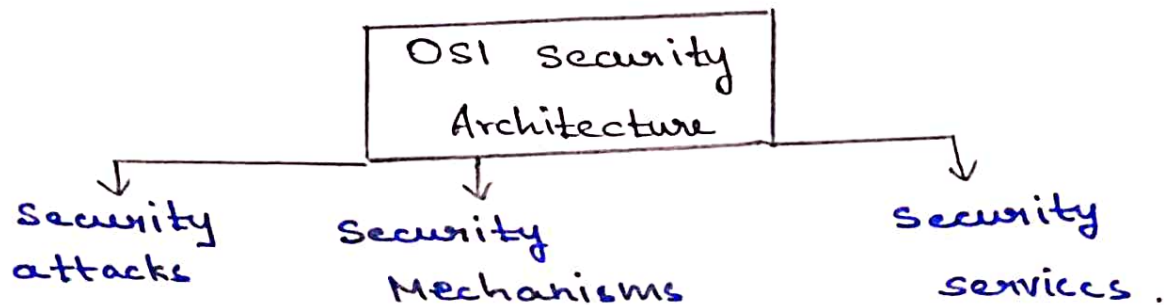 OSI Security
Architecture
Security
attacks
Security
Mechanisms
Security
services.